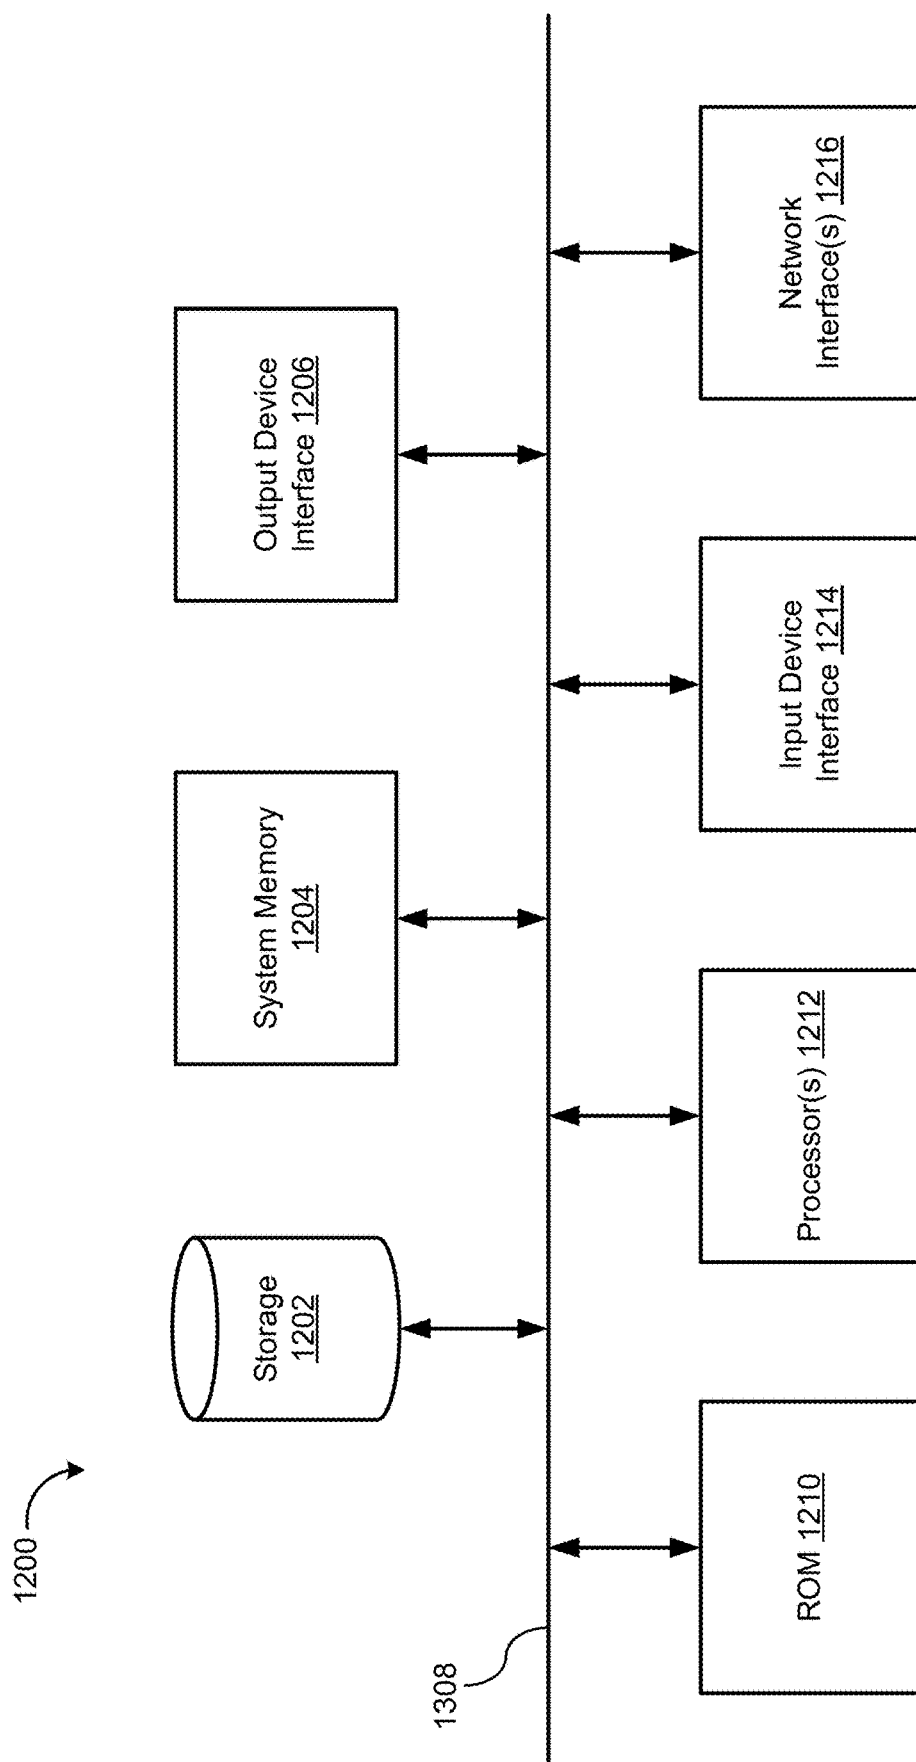 1200
Storage
1202
System Memory
1204
Output Device
Interface 1206
1308
ROM 1210
Processor(s) 1212
Input Device
Interface 1214
Network
Interface(s) 1216